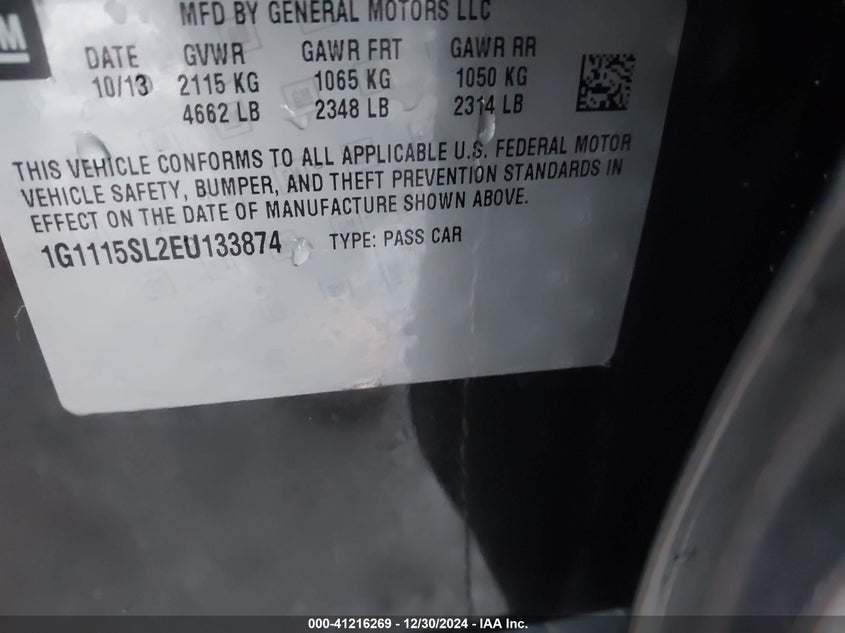 GM
MFD BY GENERAL MOTORS LLC
DATE GVWR GAWR FRT GAWR RR
10/13 2115 KG 1065 KG 1050 KG
4662 LB 2348 LB 2314 LB
THIS VEHICLE CONFORMS TO ALL APPLICABLE U.S. FEDERAL MOTOR
VEHICLE SAFETY, BUMPER, AND THEFT PREVENTION STANDARDS IN
EFFECT ON THE DATE OF MANUFACTURE SHOWN ABOVE.
1G1115SL2EU133874 TYPE: PASS CAR
000-41216269 - 12/30/2024 - IAA Inc.